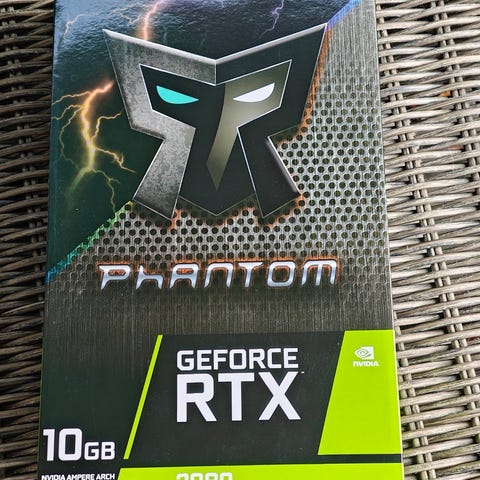 PHANTOM
GEFORCE
RTX
NVIDIA
10GB
NVIDIA AMPERE ARCH